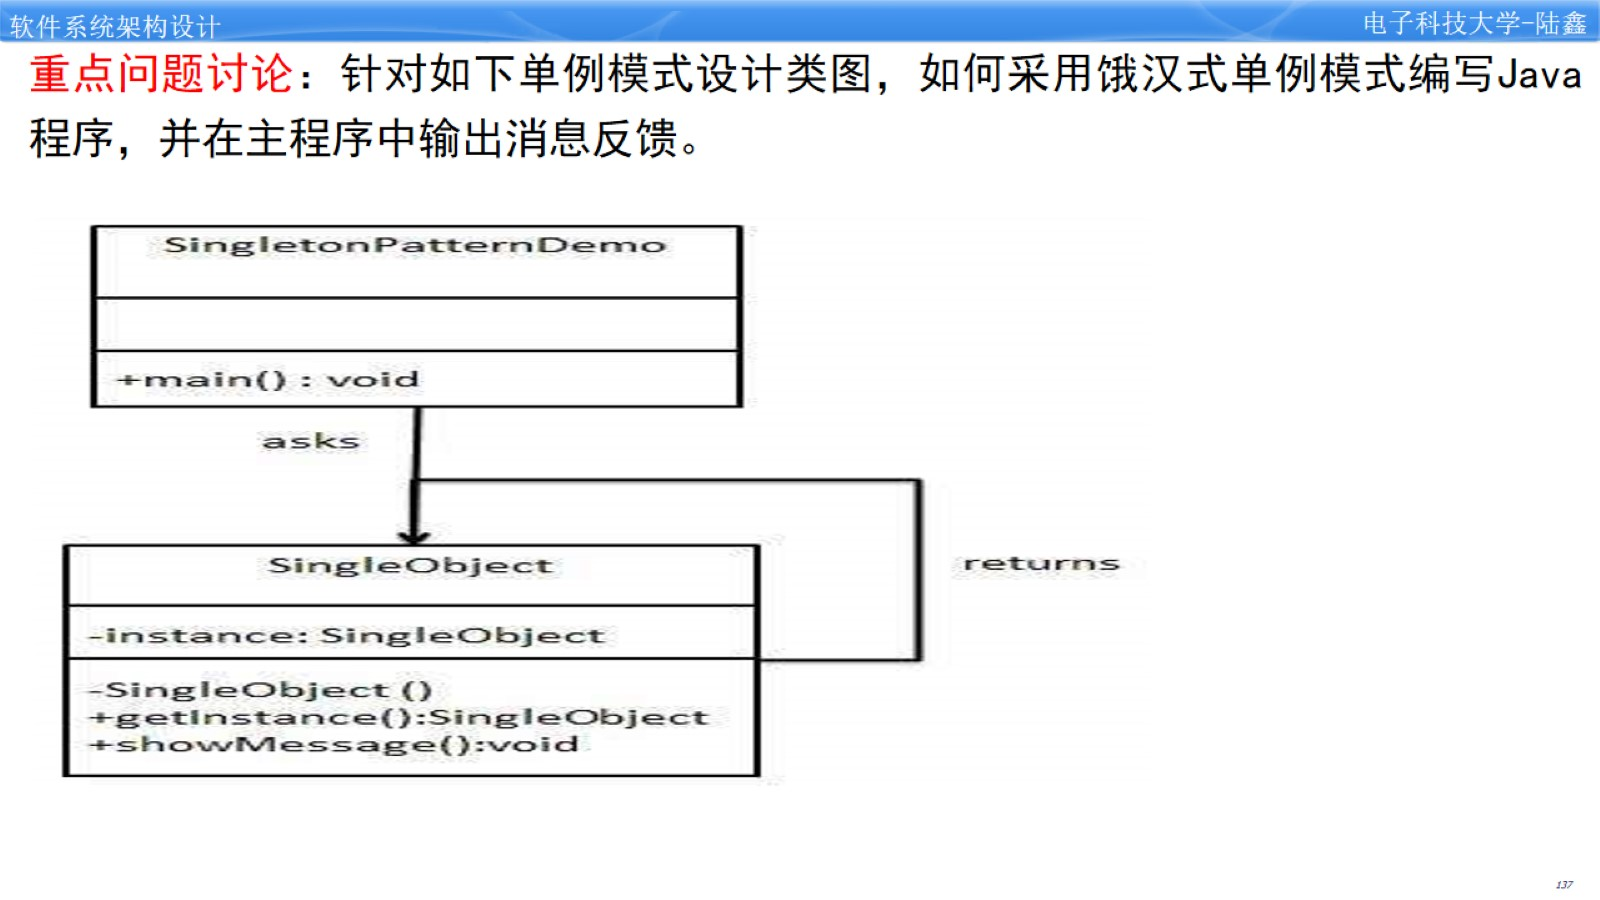 软件系统架构设计
电子科技大学-陆鑫
重点问题讨论：针对如下单例模式设计类图，如何采用饿汉式单例模式编写Java
程序，并在主程序中输出消息反馈。
SingletonPatternDemo
+main() : void
asks
SingleObject
returns
-instance: SingleObject
-SingleObject ()
+getInstance():SingleObject
+showMessage():void
137